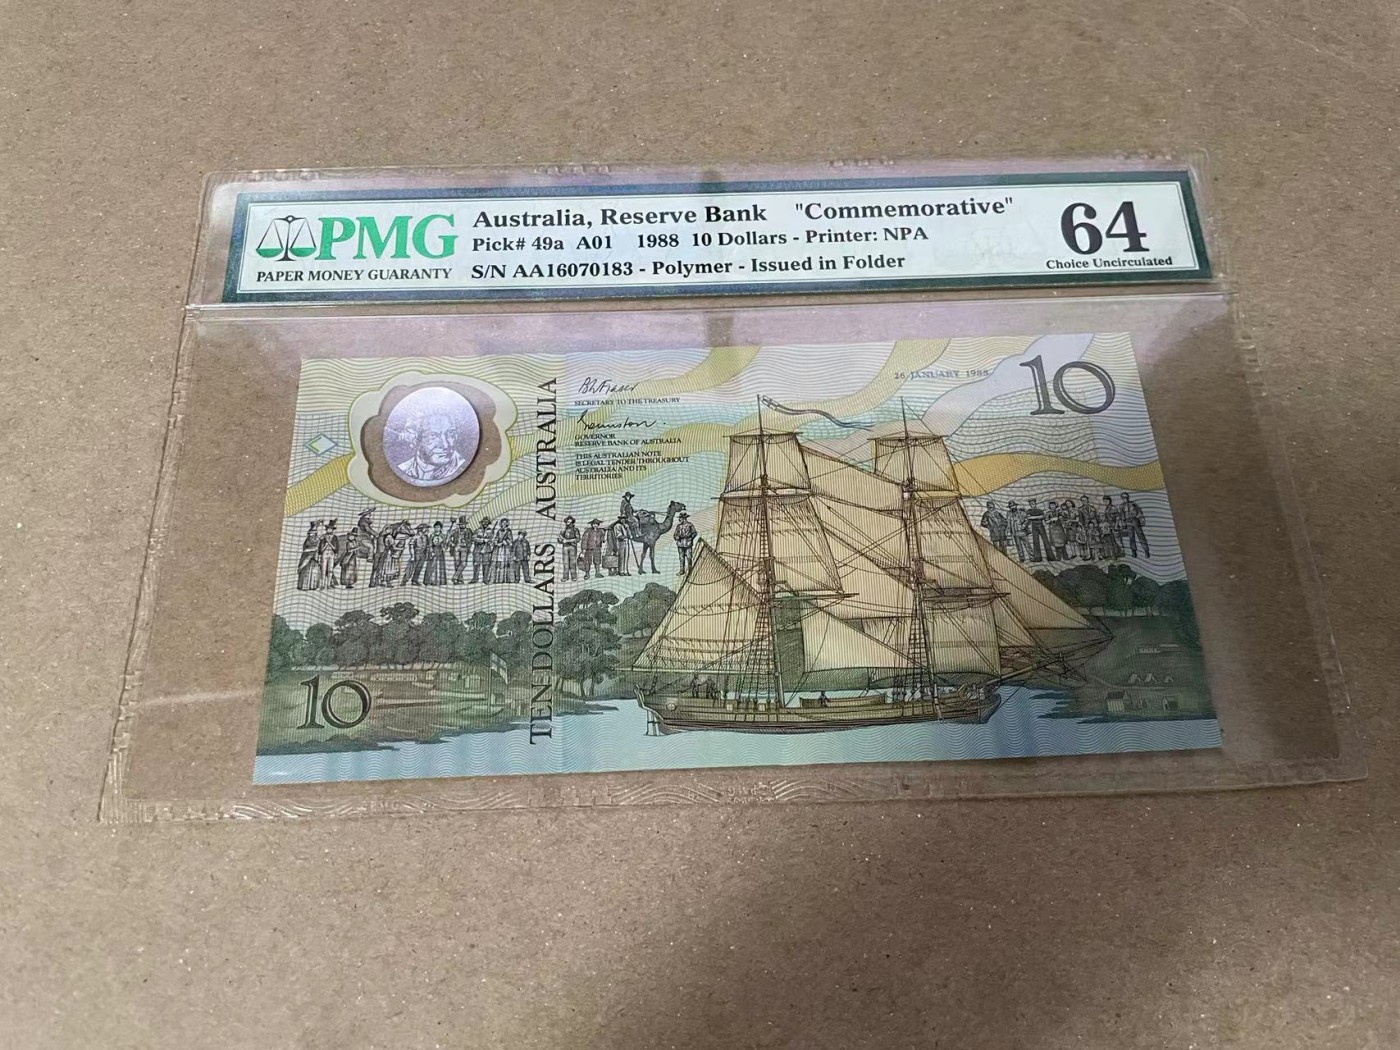 PMG
PAPER MONEY GUARANTY
Australia, Reserve Bank "Commemorative"
Pick# 49a A01 1988 10 Dollars - Printer: NPA
S/N AA16070183 - Polymer - Issued in Folder
64
Choice Uncirculated
26 JANUARY 1988
10
SECRETARY TO THE TREASURY
GOVERNOR
RESERVE BANK OF AUSTRALIA
THIS AUSTRALIAN NOTE
IS LEGAL TENDER THROUGHOUT
AUSTRALIA AND ITS
TERRITORIES
TEN DOLLARS AUSTRALIA
10